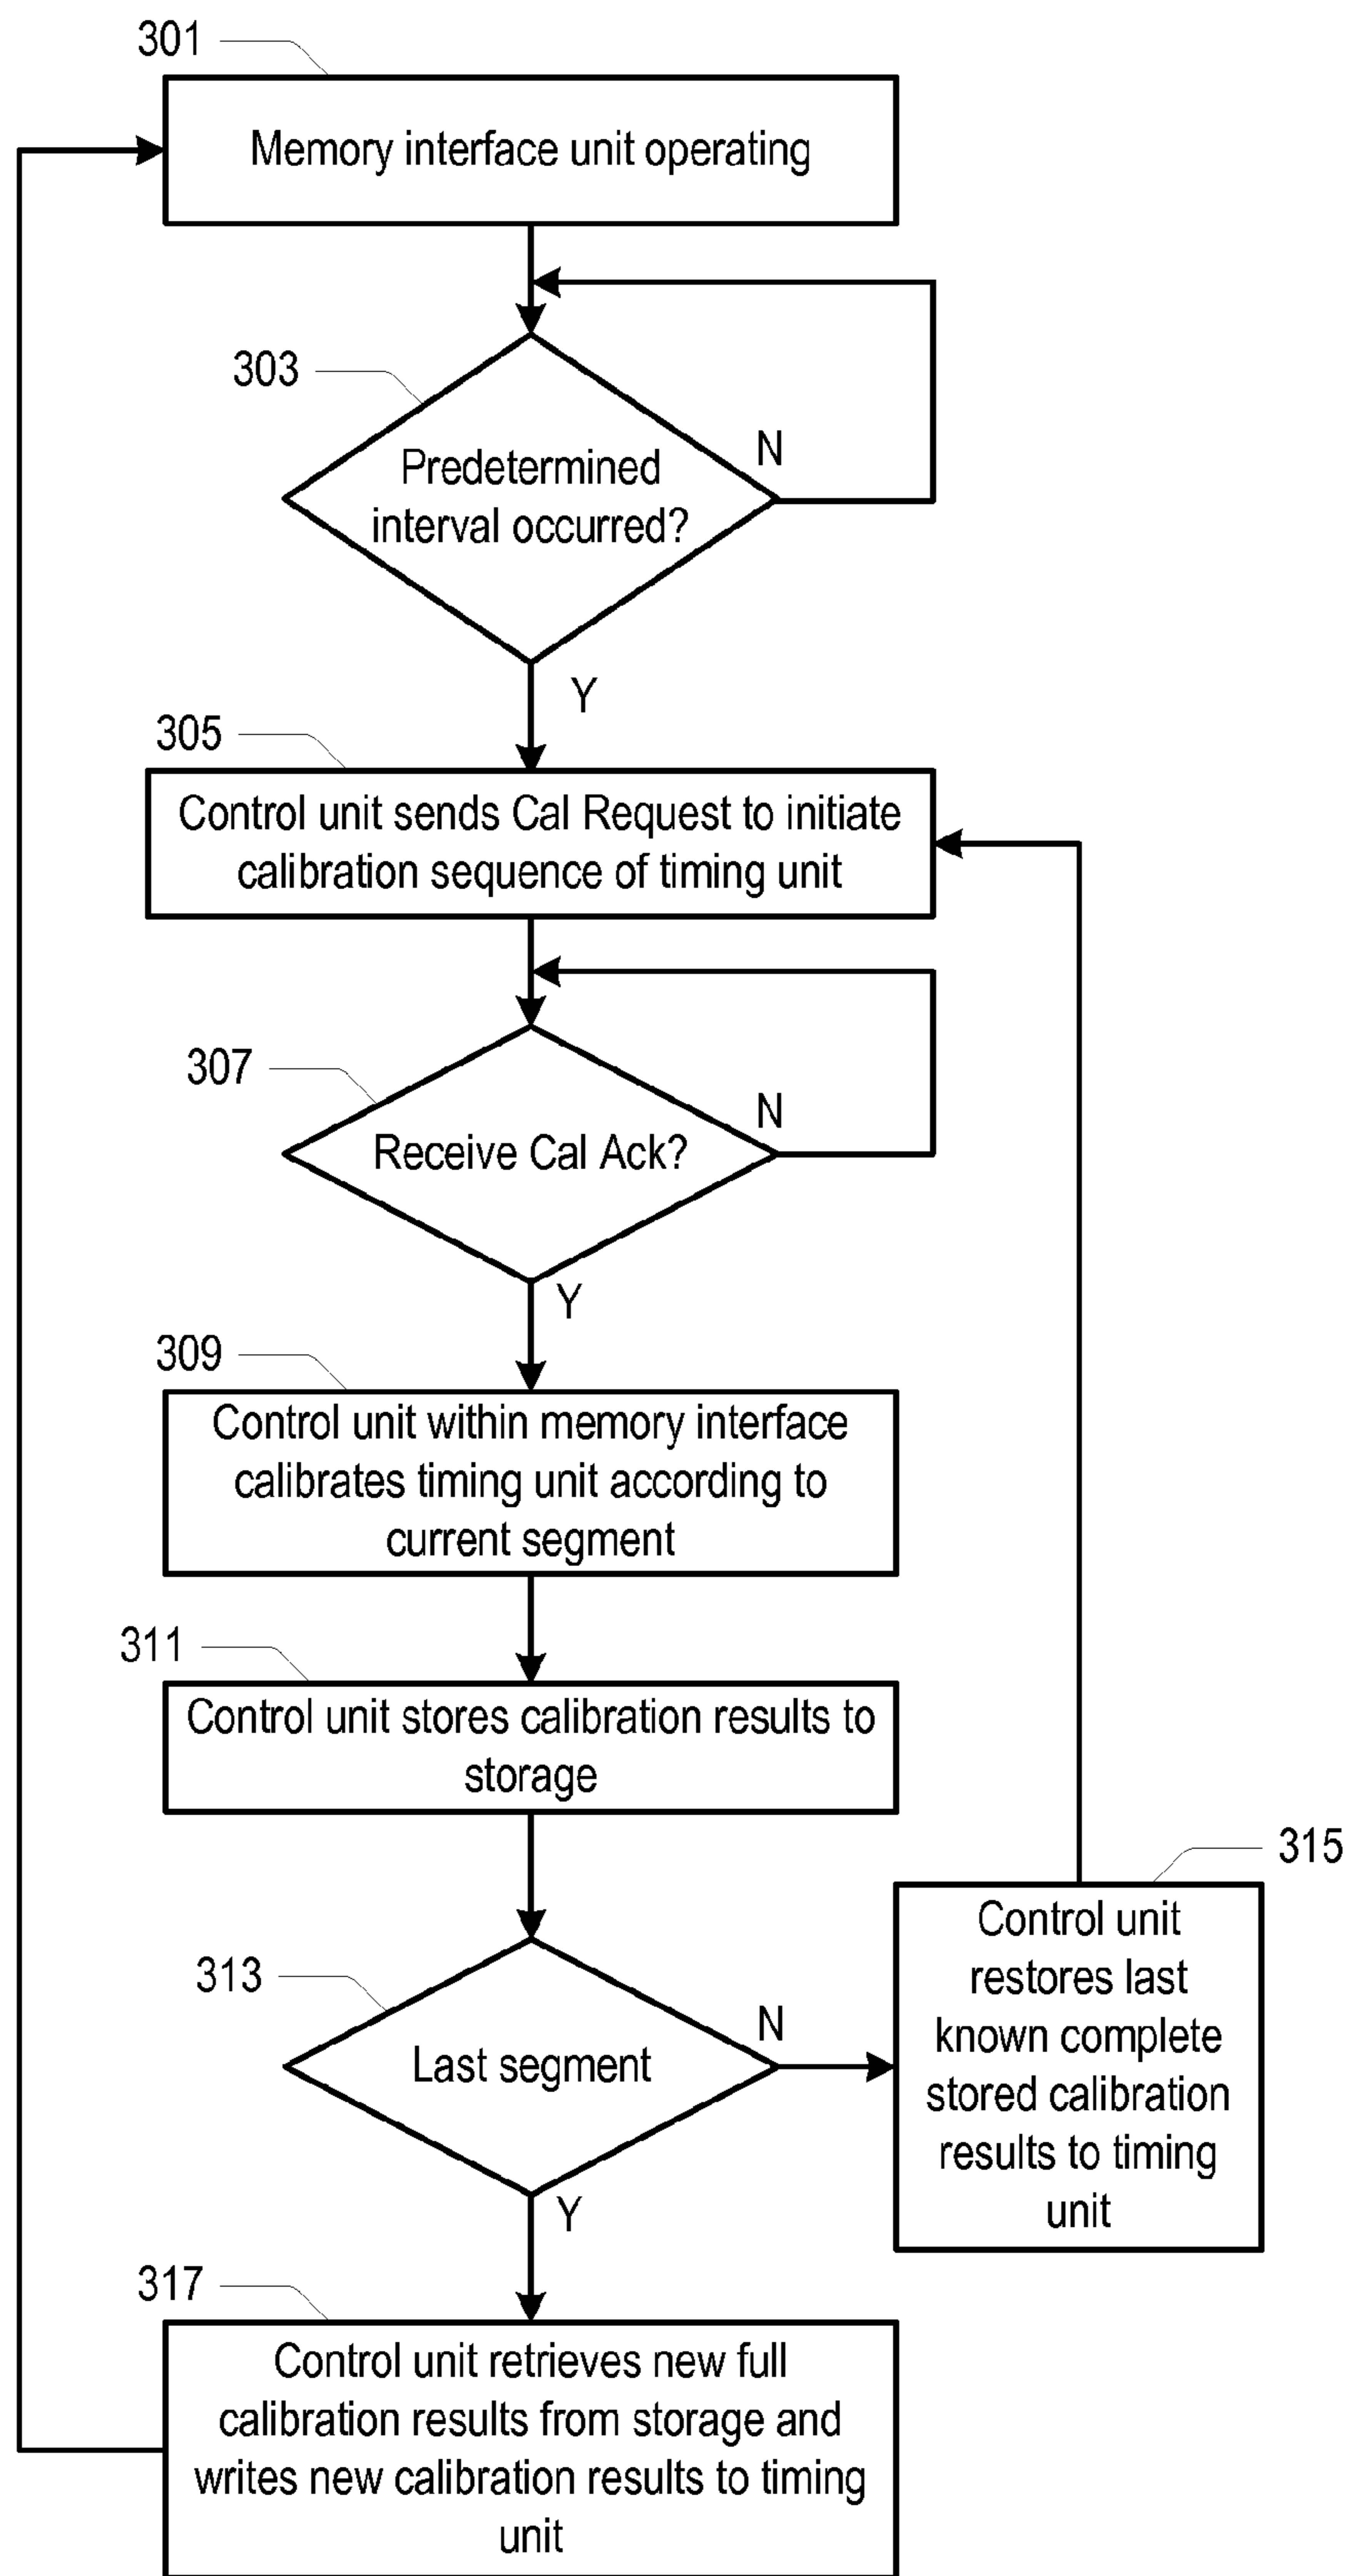 301
Memory interface unit operating
303
Predetermined
interval occurred?
N
Y
305
Control unit sends Cal Request to initiate
calibration sequence of timing unit
307
Receive Cal Ack?
N
Y
309
Control unit within memory interface
calibrates timing unit according to
current segment
311
Control unit stores calibration results to
storage
313
Last segment
N
315
Control unit
restores last
known complete
stored calibration
results to timing
unit
Y
317
Control unit retrieves new full
calibration results from storage and
writes new calibration results to timing
unit